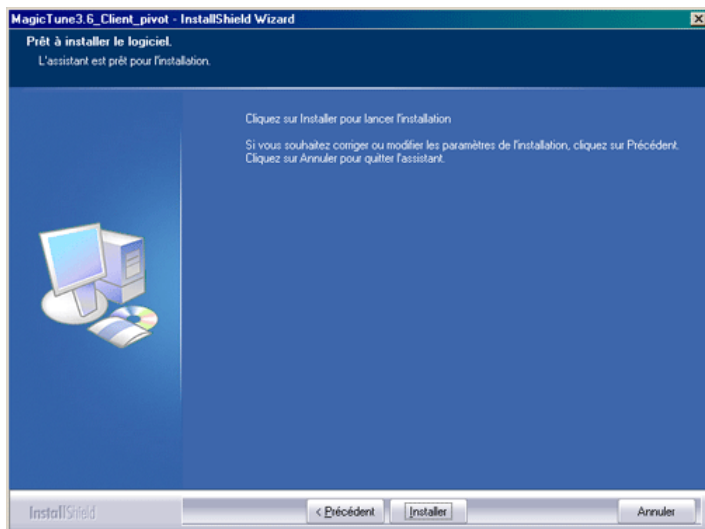 MagicTune3.6_Client_pivot - InstallShield Wizard
Prêt à installer le logiciel.
L'assistant est prêt pour l'installation.
Cliquez sur Installer pour lancer l'installation
Si vous souhaitez corriger ou modifier les paramètres de l'installation, cliquez sur Précédent.
Cliquez sur Annuler pour quitter l'assistant.
InstallShield
< Précédent
Installer
Annuler